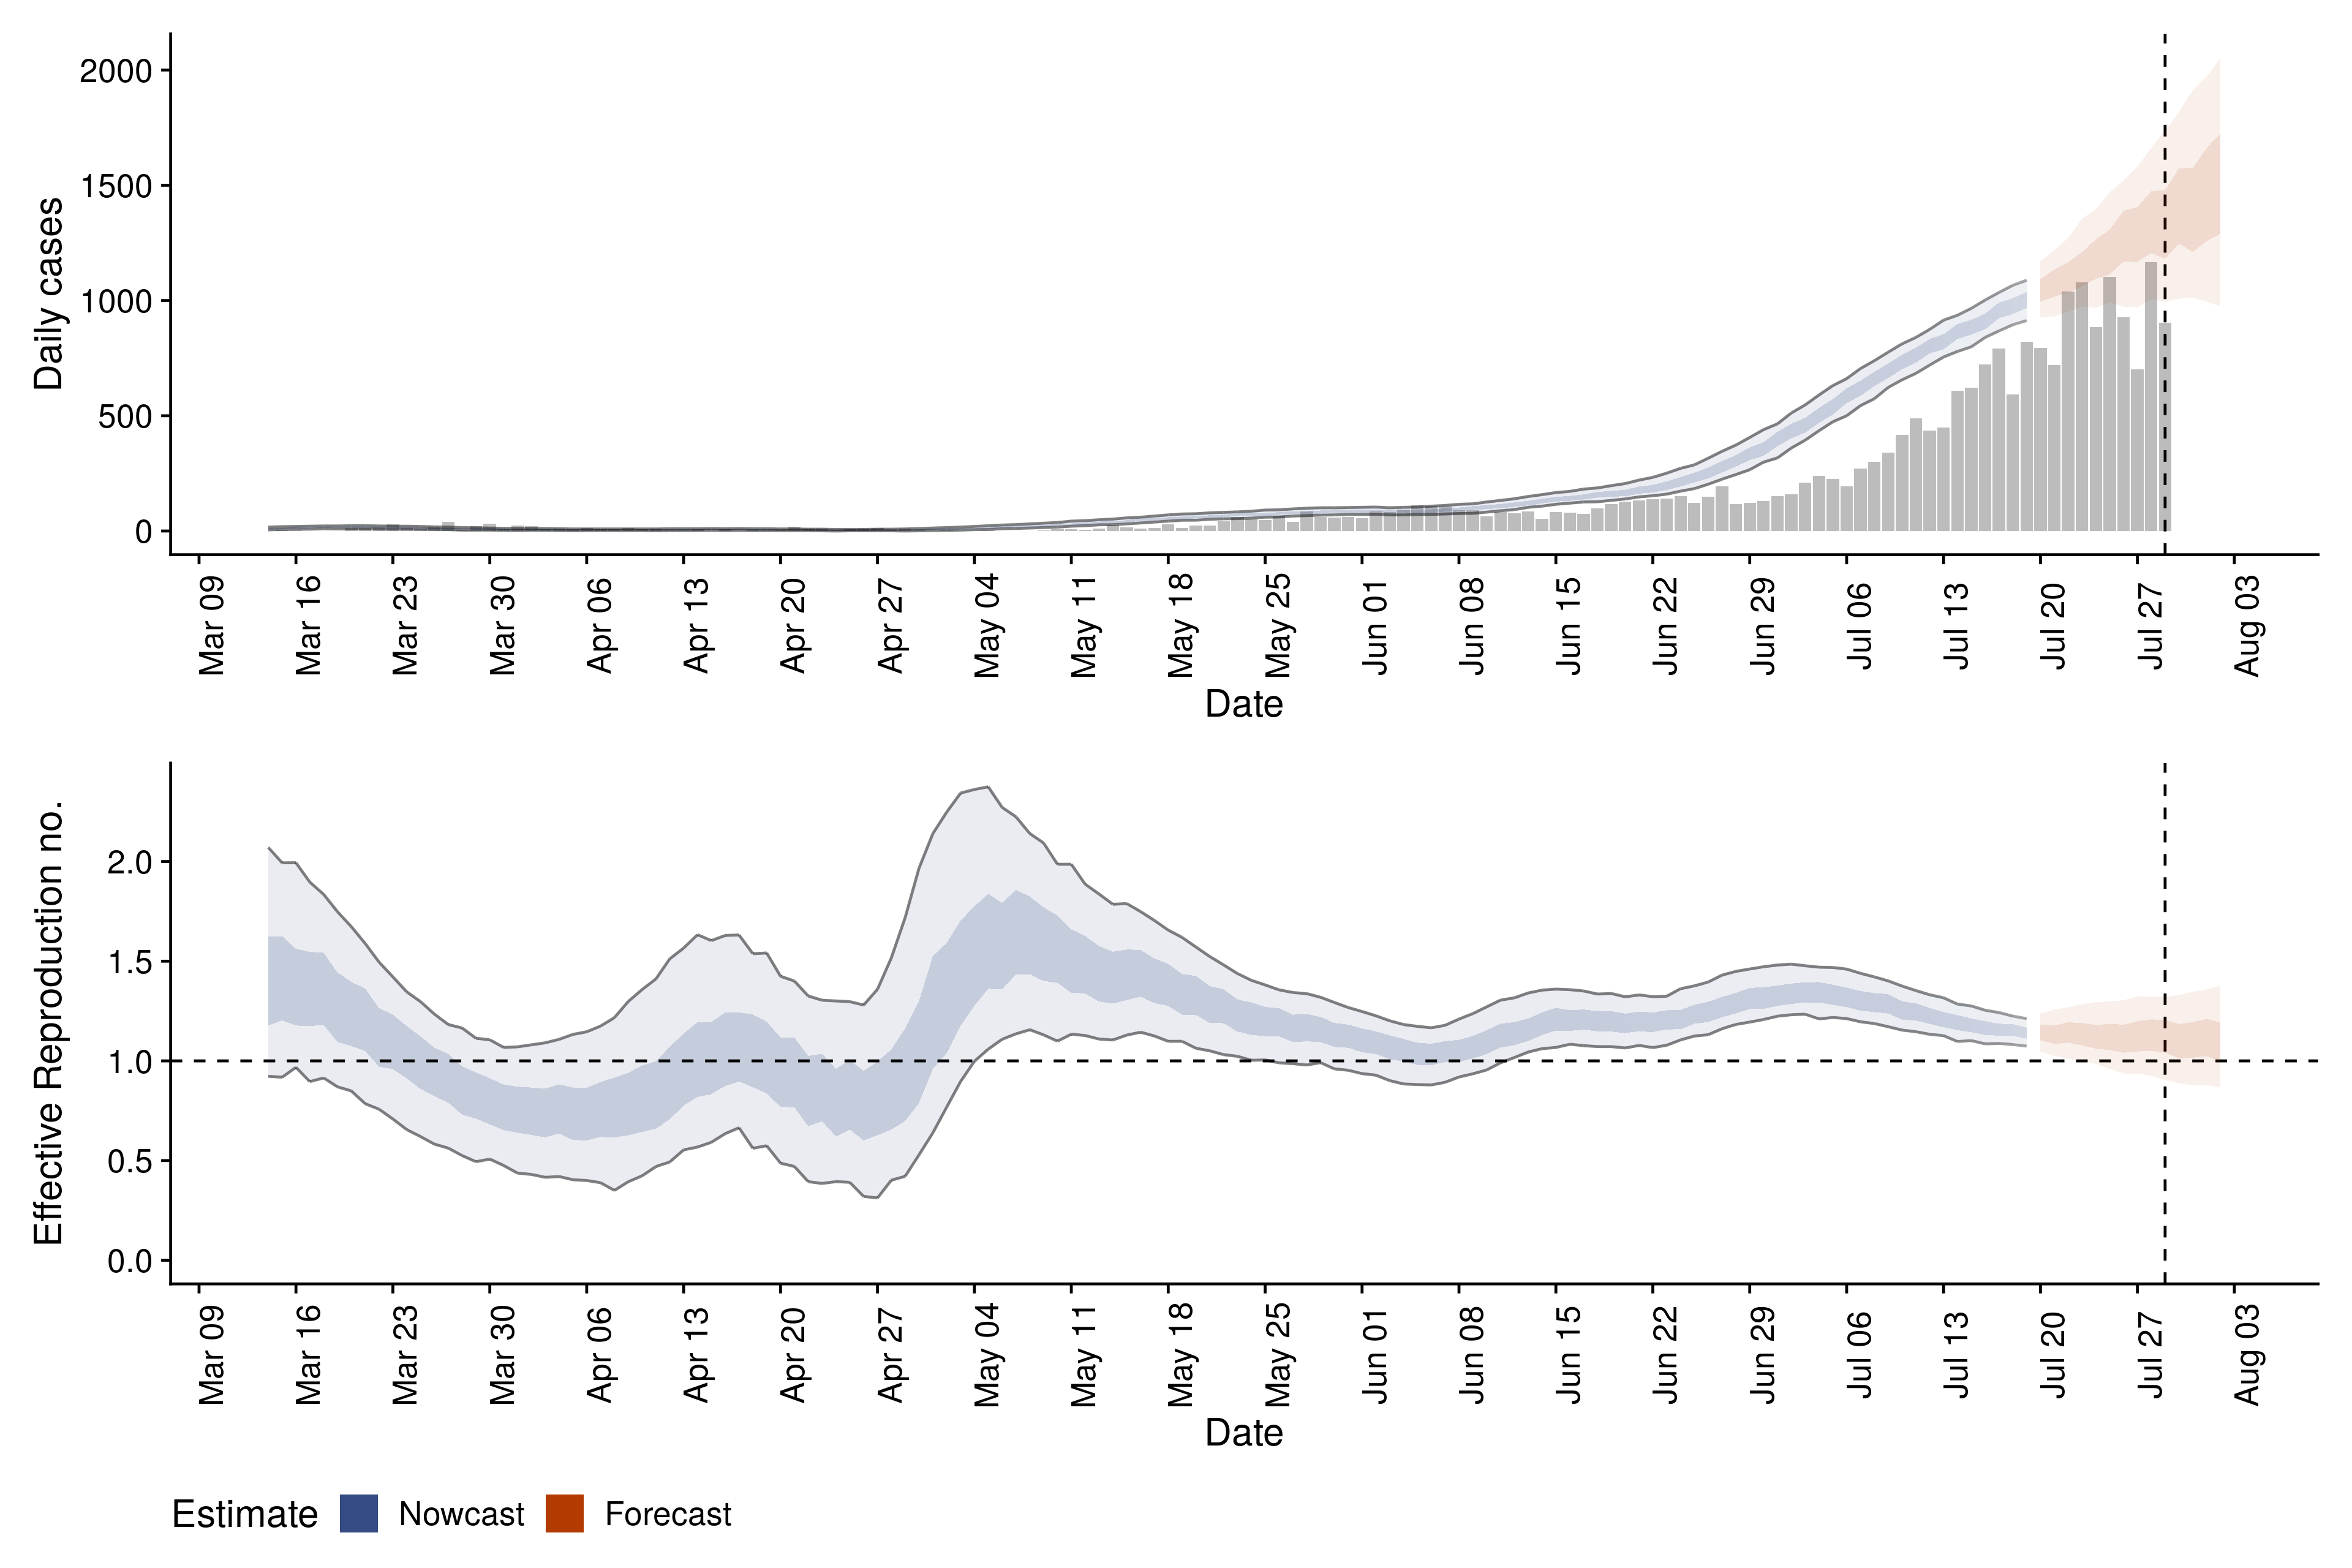 Daily cases
2000
1500
1000
500
0
Mar 09
Mar 16
Mar 23
Mar 30
Apr 06
Apr 13
Apr 20
Apr 27
May 04
May 11
May 18
May 25
Jun 01
Jun 08
Jun 15
Jun 22
Jun 29
Jul 06
Jul 13
Jul 20
Jul 27
Aug 03
Date
Effective Reproduction no.
2.0
1.5
1.0
0.5
0.0
Mar 09
Mar 16
Mar 23
Mar 30
Apr 06
Apr 13
Apr 20
Apr 27
May 04
May 11
May 18
May 25
Jun 01
Jun 08
Jun 15
Jun 22
Jun 29
Jul 06
Jul 13
Jul 20
Jul 27
Aug 03
Date
Estimate Nowcast Forecast